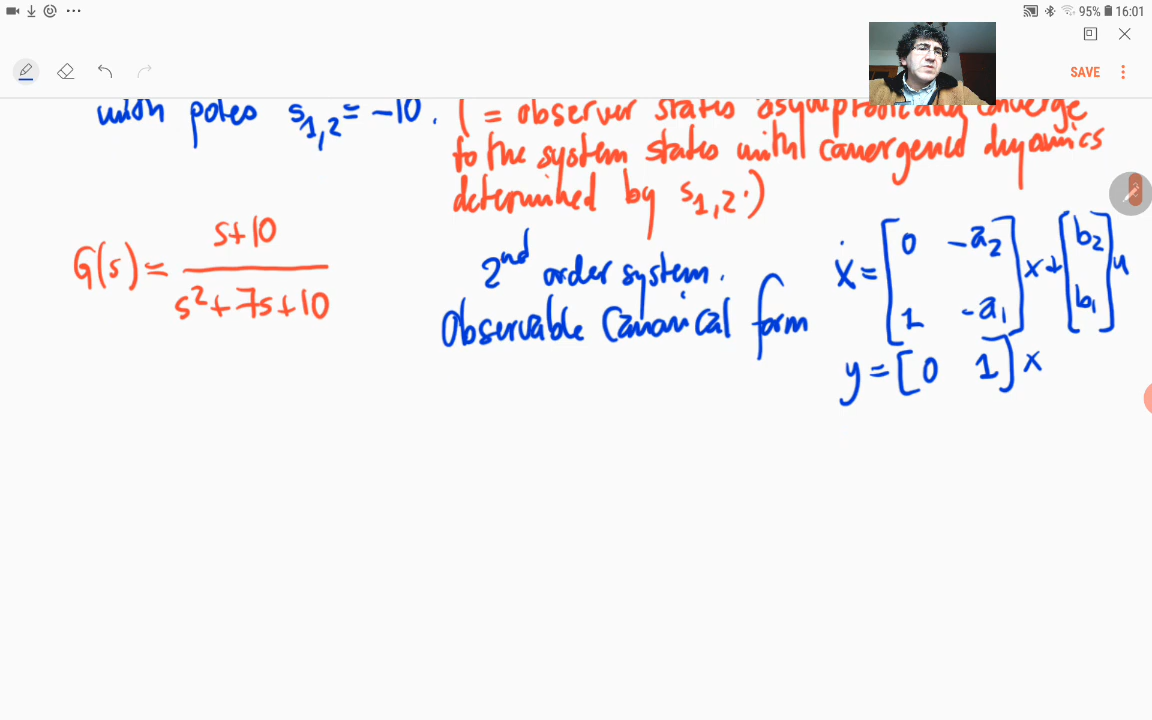 95% 16:01
SAVE
with poles s1,2 = -10. ( = observer states asymptotically converge
to the system states with convergence dynamics
determined by s1,2.)
G(s) = s+10 / s²+7s+10
2nd order system.
Observable Canonical form
ẋ = [0 -a2; 1 -a1] x + [b2; b1] u
y = [0 1] x